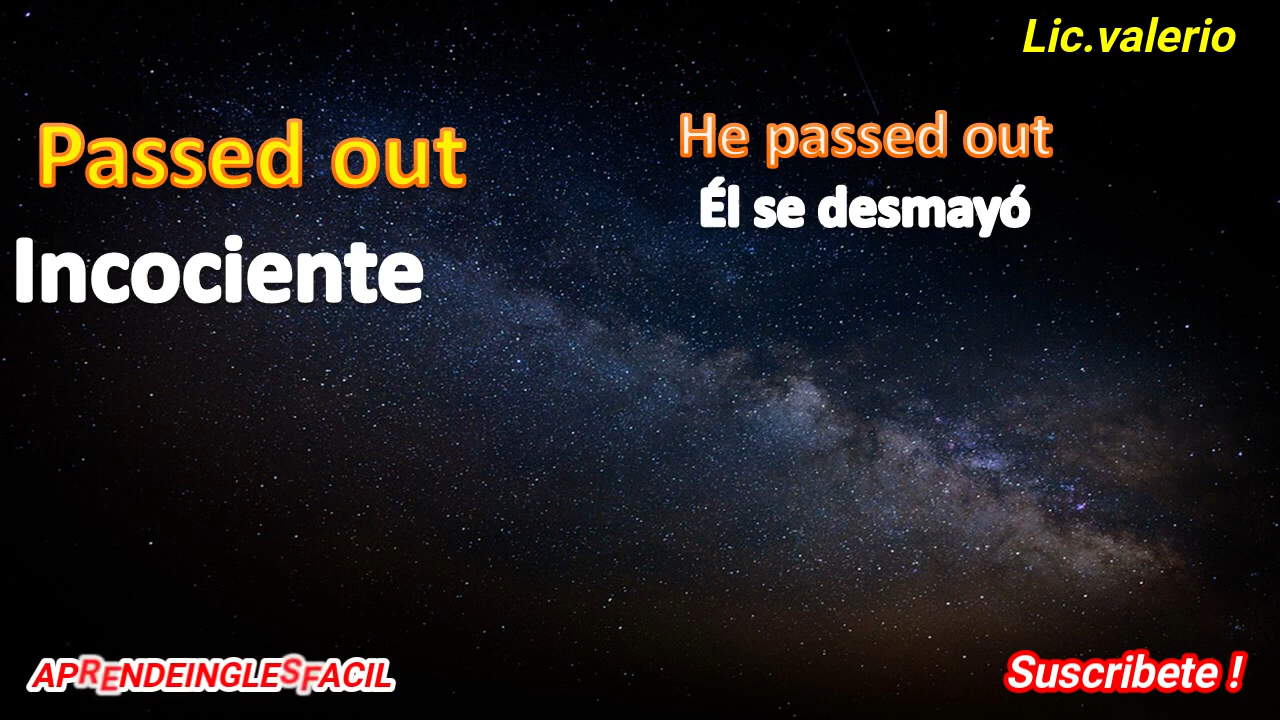 Lic.valerio
Passed out
Incociente
He passed out
Él se desmayó
APRENDEINGLESFACIL
Suscribete !